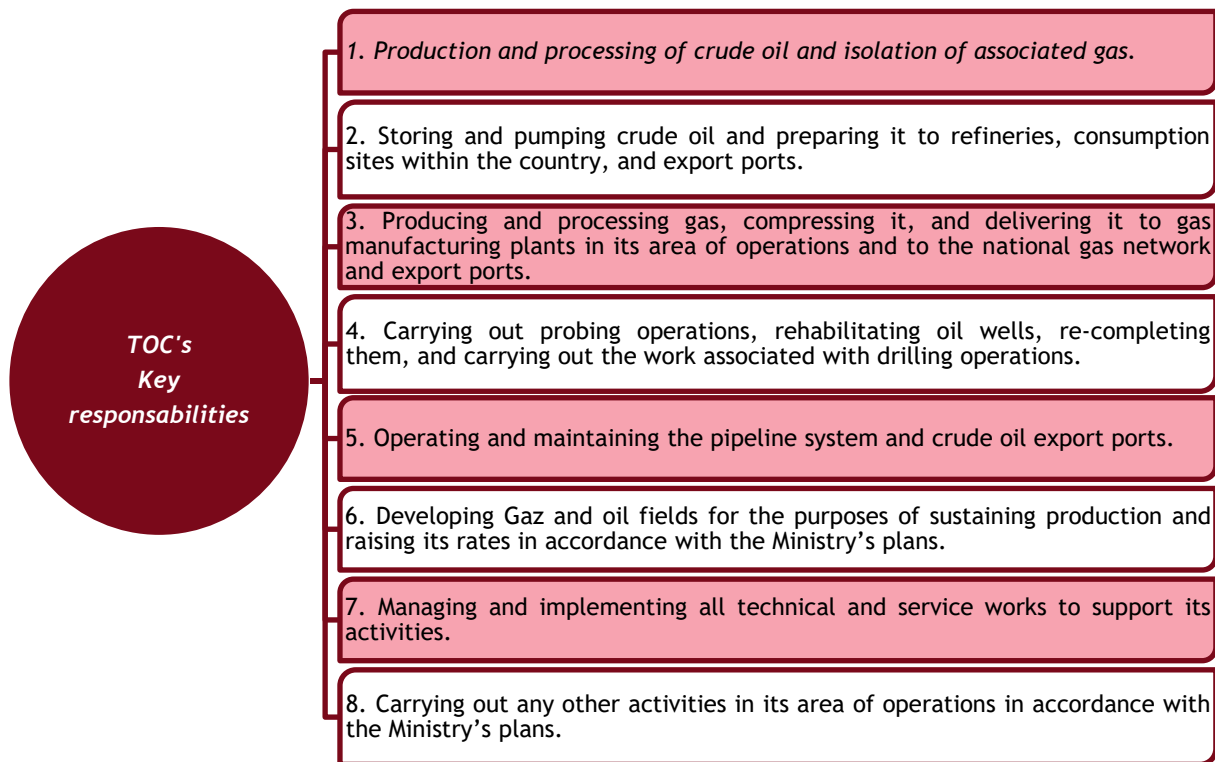 TOC's
Key
responsabilities
1. Production and processing of crude oil and isolation of associated gas.
2. Storing and pumping crude oil and preparing it to refineries, consumption
sites within the country, and export ports.
3. Producing and processing gas, compressing it, and delivering it to gas
manufacturing plants in its area of operations and to the national gas network
and export ports.
4. Carrying out probing operations, rehabilitating oil wells, re-completing
them, and carrying out the work associated with drilling operations.
5. Operating and maintaining the pipeline system and crude oil export ports.
6. Developing Gaz and oil fields for the purposes of sustaining production and
raising its rates in accordance with the Ministry’s plans.
7. Managing and implementing all technical and service works to support its
activities.
8. Carrying out any other activities in its area of operations in accordance with
the Ministry’s plans.